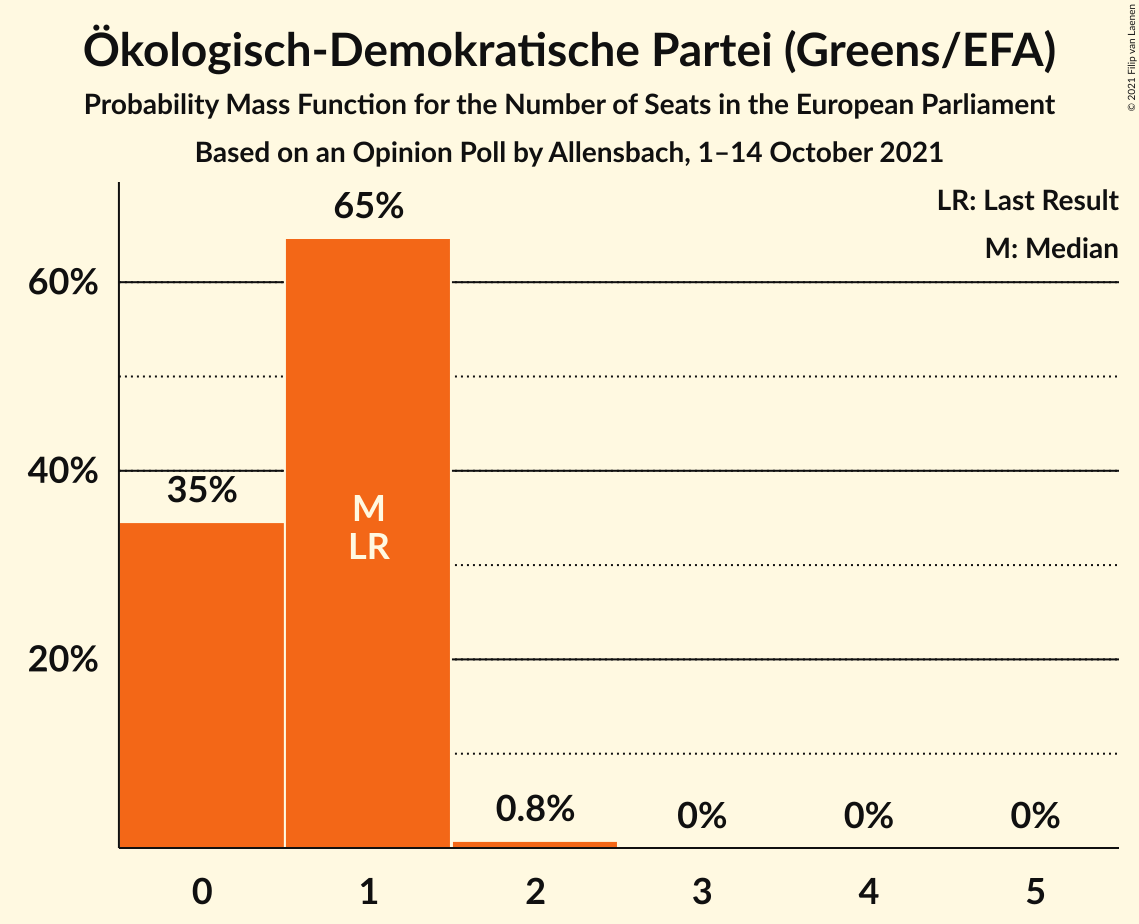 Ökologisch-Demokratische Partei (Greens/EFA)
Probability Mass Function for the Number of Seats in the European Parliament
Based on an Opinion Poll by Allensbach, 1–14 October 2021
© 2021 Filip van Laenen
LR: Last Result
M: Median
65%
60%
40%
35%
M
LR
20%
0.8%
0%
0%
0%
0
1
2
3
4
5